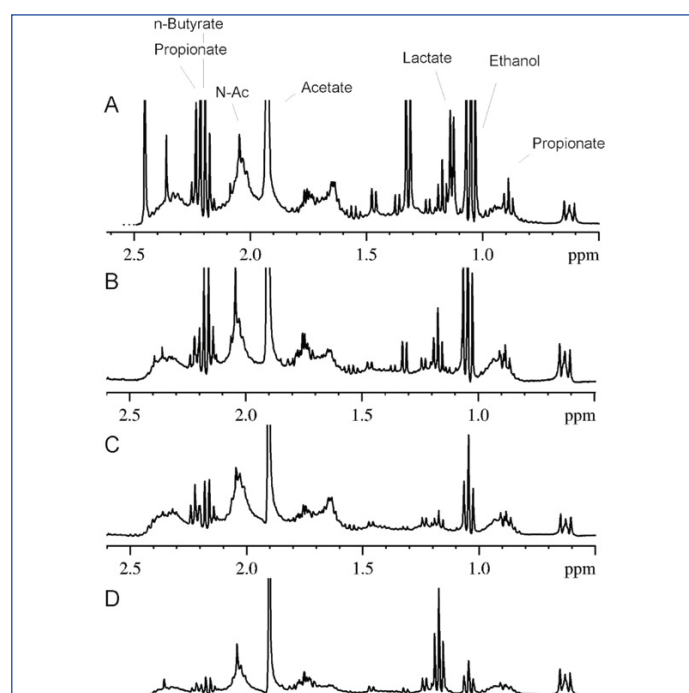 n-Butyrate
Propionate
N-Ac
Acetate
Lactate
Ethanol
Propionate
A
2.5 2.0 1.5 1.0 ppm
B
2.5 2.0 1.5 1.0 ppm
C
2.5 2.0 1.5 1.0 ppm
D